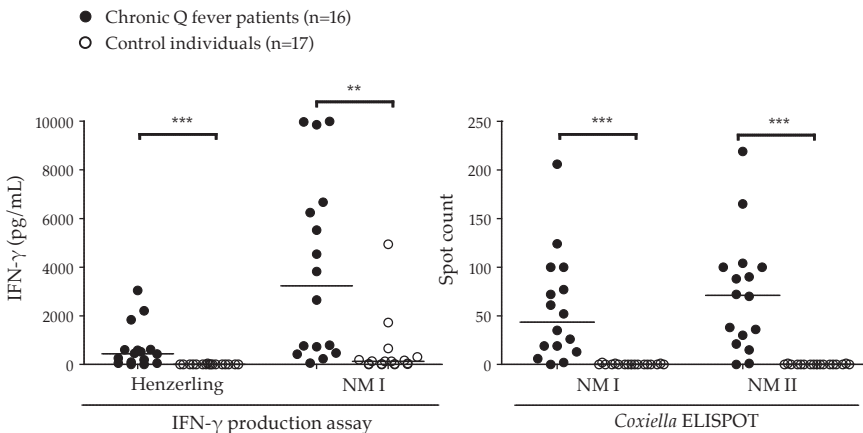 Chronic Q fever patients (n=16)
Control individuals (n=17)
IFN-γ (pg/mL)
10000
8000
6000
4000
2000
0
***
**
Henzerling
NM I
IFN-γ production assay
Spot count
250
200
150
100
50
0
***
***
NM I
NM II
Coxiella ELISPOT